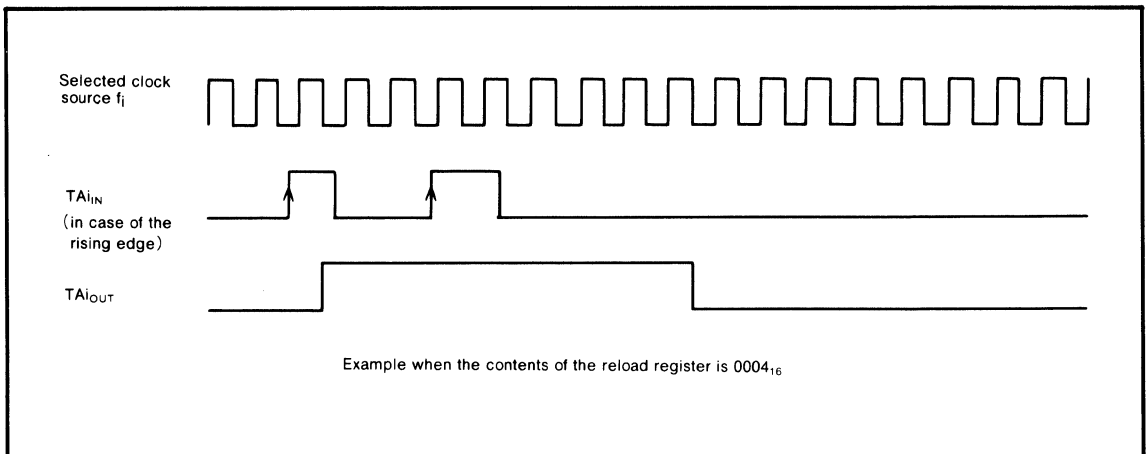 Selected clock
source fi
TAiIN
(in case of the
rising edge)
TAiOUT
Example when the contents of the reload register is 000416